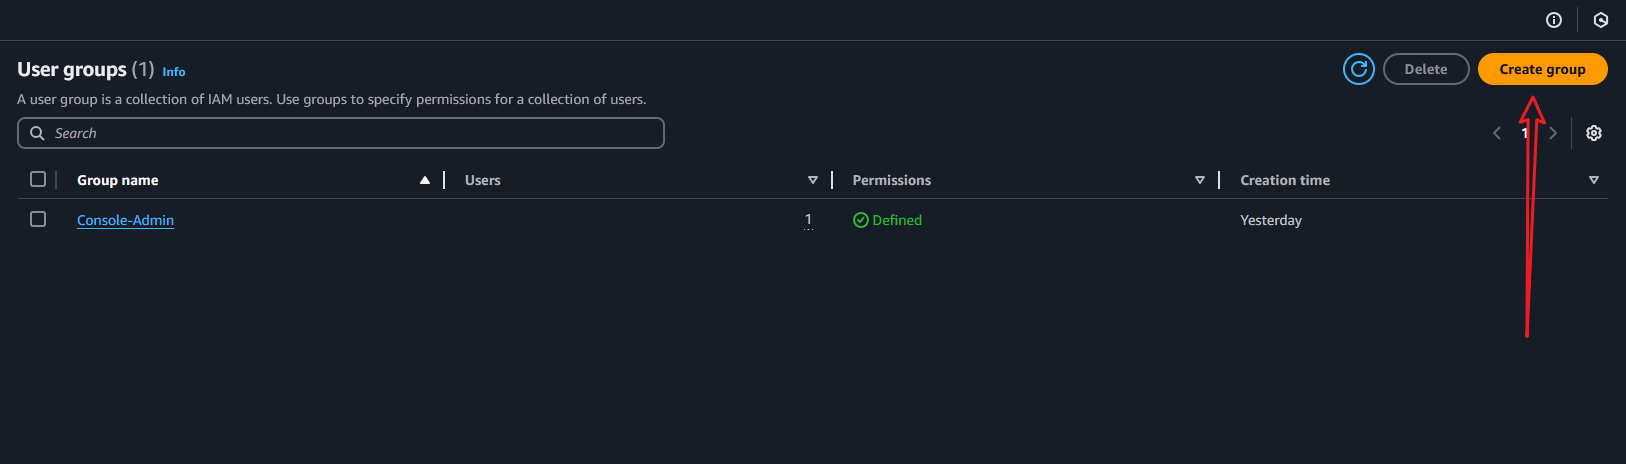 User groups (1) Info
Delete
Create group
A user group is a collection of IAM users. Use groups to specify permissions for a collection of users.
Search
1
Group name Users Permissions Creation time
Console-Admin 1 Defined Yesterday